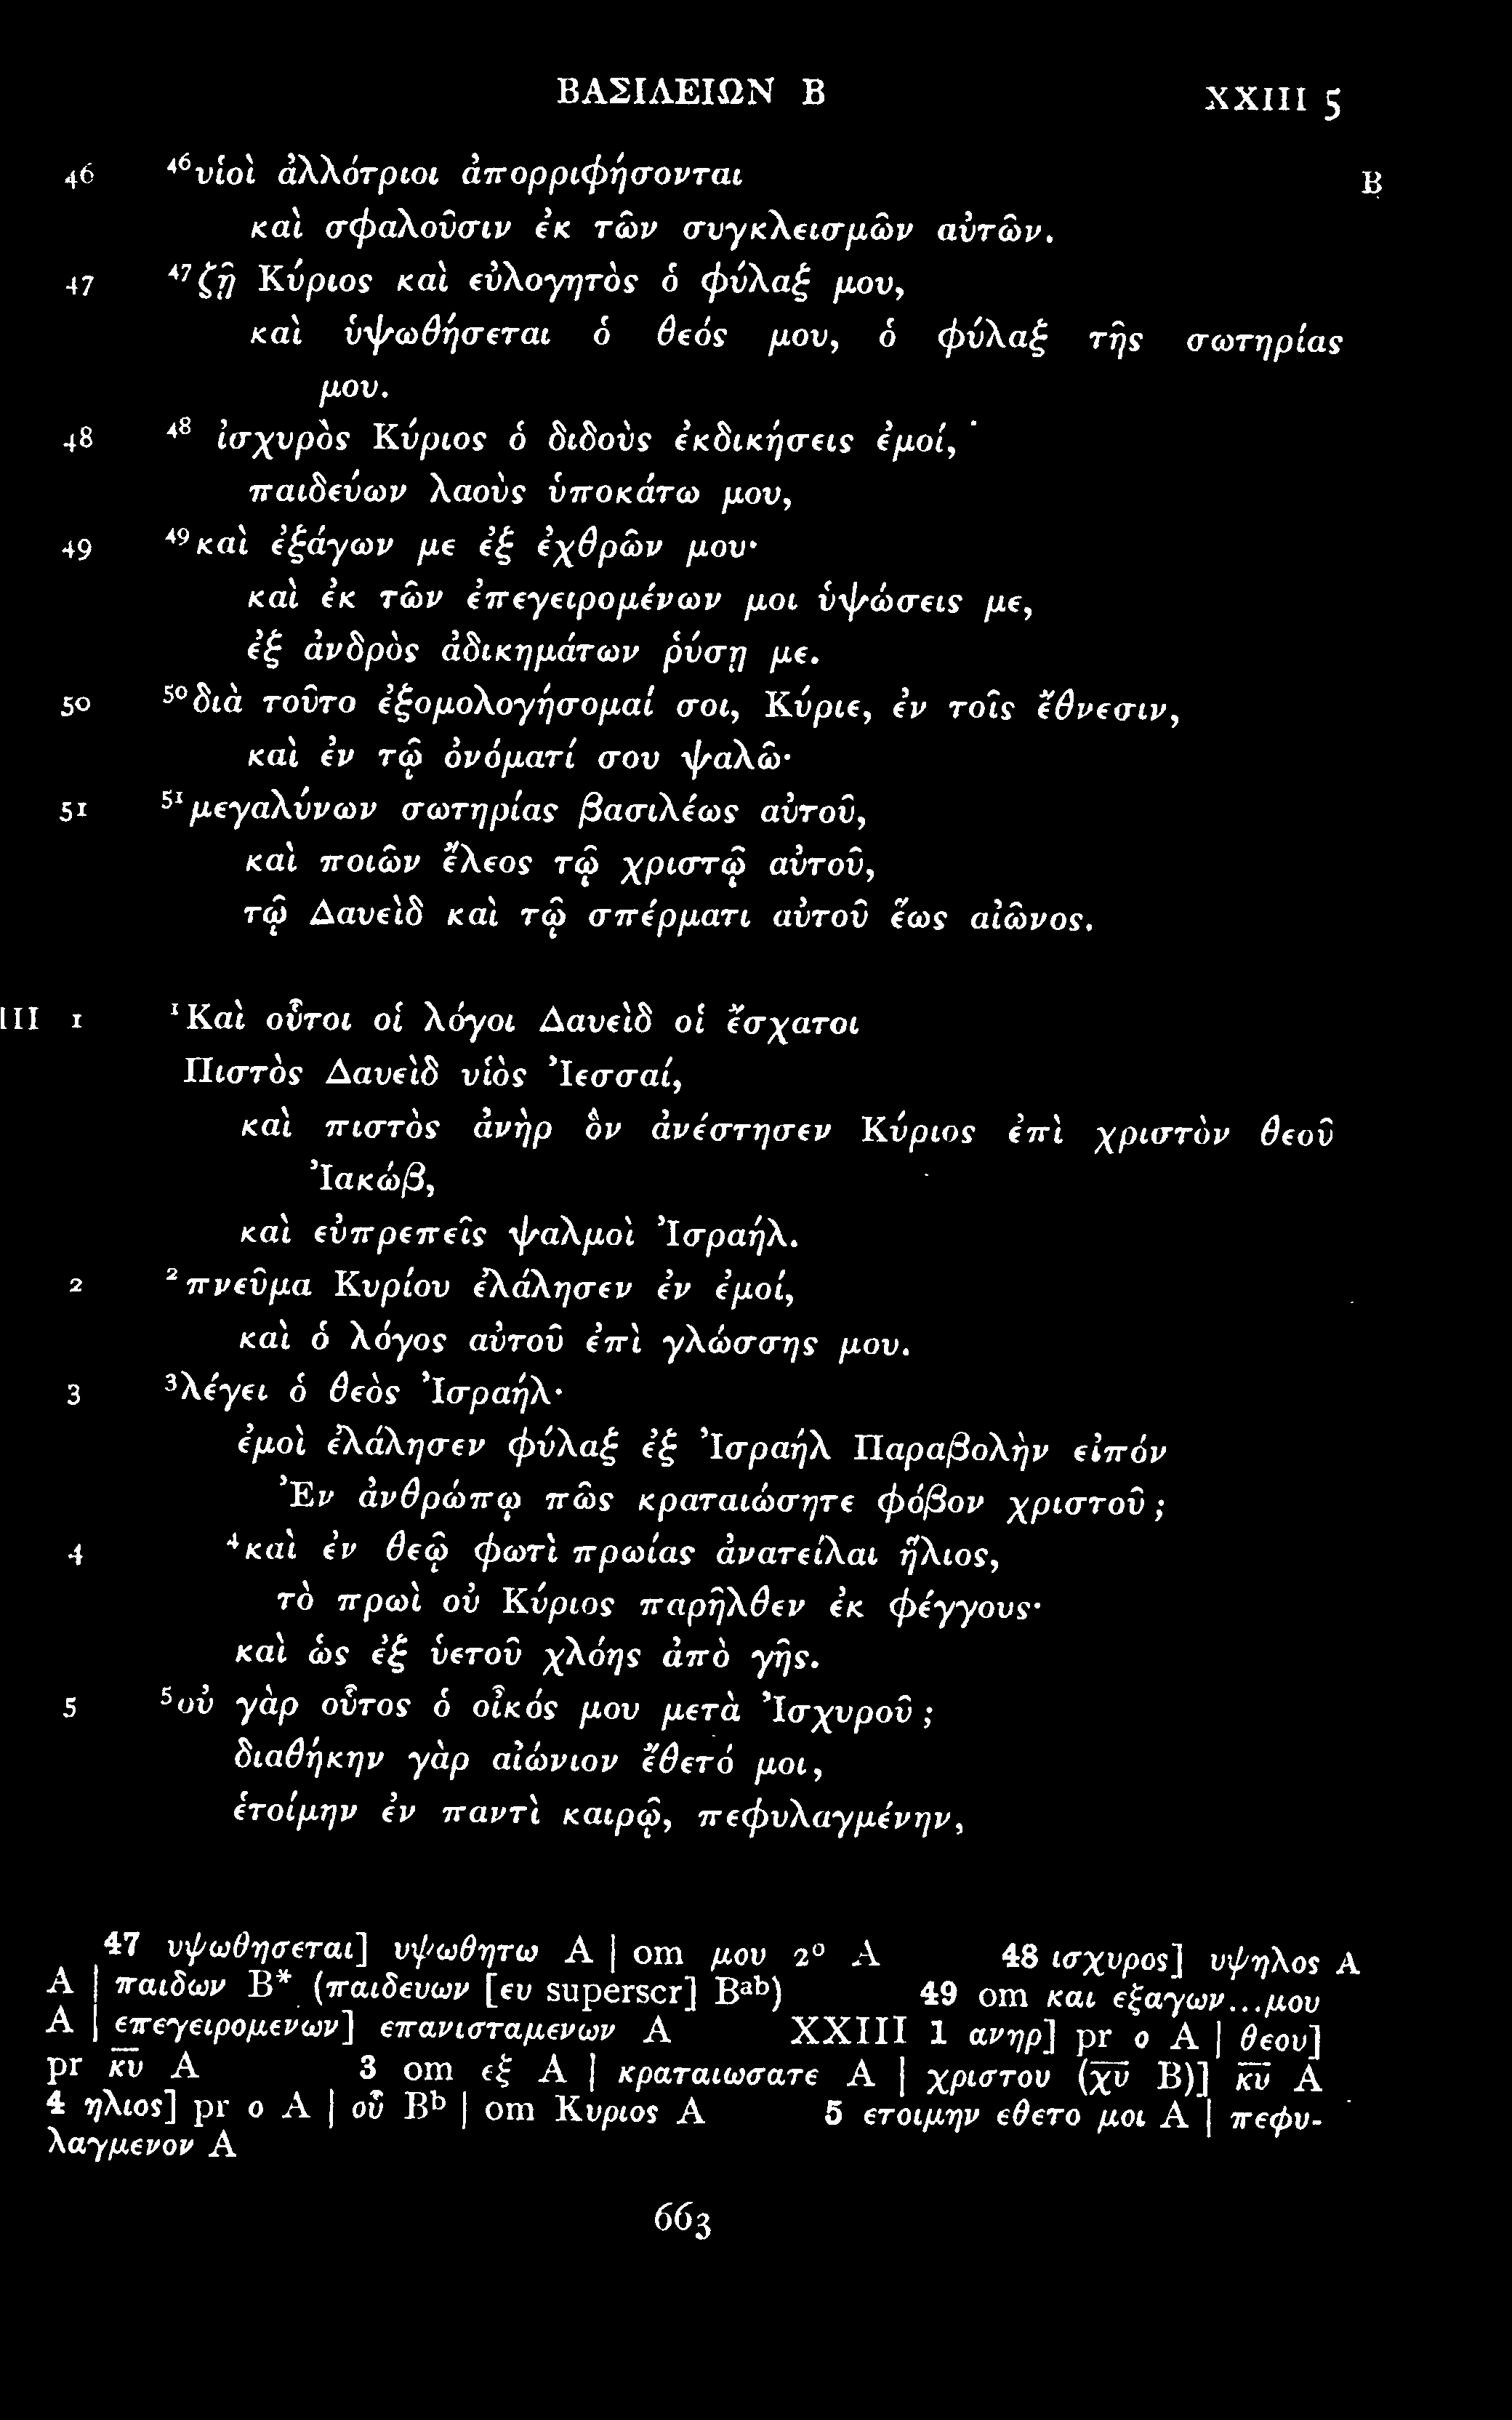 ΒΑΣΙΛΕΙΩΝ Β XXIII 5
46 ⁴⁶υἱοὶ ἀλλότριοι ἀπορριφήσονται B
καὶ σφαλοῦσιν ἐκ τῶν συγκλεισμῶν αὐτῶν.
47 ⁴⁷ζῇ Κύριος καὶ εὐλογητὸς ὁ φύλαξ μου,
καὶ ὑψωθήσεται ὁ θεός μου, ὁ φύλαξ τῆς σωτηρίας
μου.
48 ⁴⁸ ἰσχυρὸς Κύριος ὁ διδοὺς ἐκδικήσεις ἐμοί,
παιδεύων λαοὺς ὑποκάτω μου,
49 ⁴⁹καὶ ἐξάγων με ἐξ ἐχθρῶν μου·
καὶ ἐκ τῶν ἐπεγειρομένων μοι ὑψώσεις με,
ἐξ ἀνδρὸς ἀδικημάτων ῥύσῃ με.
50 ⁵⁰διὰ τοῦτο ἐξομολογήσομαί σοι, Κύριε, ἐν τοῖς ἔθνεσιν,
καὶ ἐν τῷ ὀνόματί σου ψαλῶ·
51 ⁵¹μεγαλύνων σωτηρίας βασιλέως αὐτοῦ,
καὶ ποιῶν ἔλεος τῷ χριστῷ αὐτοῦ,
τῷ Δαυεὶδ καὶ τῷ σπέρματι αὐτοῦ ἕως αἰῶνος.
III 1 ¹Καὶ οὗτοι οἱ λόγοι Δαυεὶδ οἱ ἔσχατοι
Πιστὸς Δαυεὶδ υἱὸς Ἰεσσαί,
καὶ πιστὸς ἀνὴρ ὃν ἀνέστησεν Κύριος ἐπὶ χριστὸν θεοῦ
Ἰακώβ,
καὶ εὐπρεπεῖς ψαλμοὶ Ἰσραήλ.
2 ²πνεῦμα Κυρίου ἐλάλησεν ἐν ἐμοί,
καὶ ὁ λόγος αὐτοῦ ἐπὶ γλώσσης μου.
3 ³λέγει ὁ θεὸς Ἰσραήλ·
ἐμοὶ ἐλάλησεν φύλαξ ἐξ Ἰσραήλ Παραβολὴν εἰπόν
Ἐν ἀνθρώπῳ πῶς κραταιώσητε φόβον χριστοῦ ;
4 ⁴καὶ ἐν θεῷ φωτὶ πρωίας ἀνατείλαι ἥλιος,
τὸ πρωὶ οὐ Κύριος παρῆλθεν ἐκ φέγγους·
καὶ ὡς ἐξ ὑετοῦ χλόης ἀπὸ γῆς.
5 ⁵οὐ γὰρ οὗτος ὁ οἶκός μου μετὰ Ἰσχυροῦ ;
διαθήκην γὰρ αἰώνιον ἔθετό μοι,
ἑτοίμην ἐν παντὶ καιρῷ, πεφυλαγμένην,
47 υψωθησεται] υψωθητω A | om μου 2° A 48 ισχυρος] υψηλος A
A | παιδων B* (παιδευων [ευ superscr] Bᵃᵇ) 49 om και εξαγων...μου
A | επεγειρομενων] επανισταμενων A XXIII 1 ανηρ] pr ο A | θεου]
pr κ̅υ̅ A 3 om εξ A | κραταιωσατε A | χριστου (χ̅υ̅ B)] κ̅υ̅ A
4 ηλιος] pr ο A | οὗ Bᵇ | om Κυριος A 5 ετοιμην εθετο μοι A | πεφυ-
λαγμενον A
663